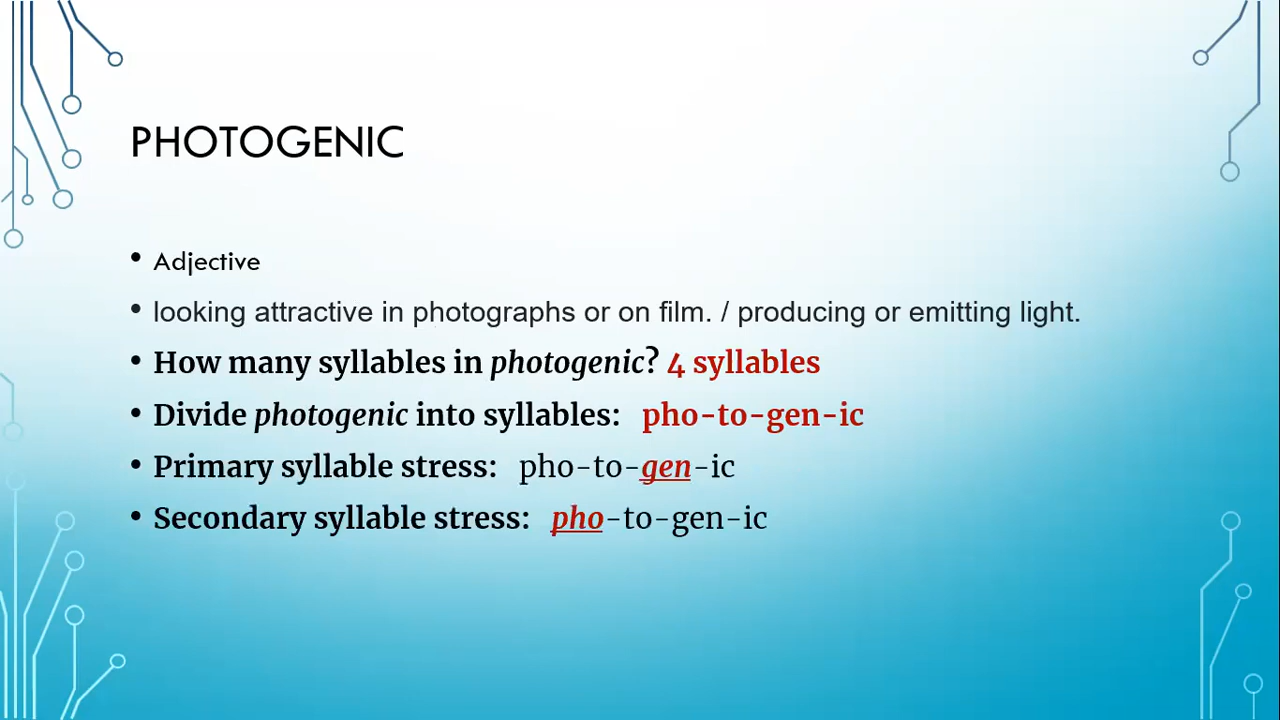 PHOTOGENIC
• Adjective
• looking attractive in photographs or on film. / producing or emitting light.
• How many syllables in photogenic? 4 syllables
• Divide photogenic into syllables: pho-to-gen-ic
• Primary syllable stress: pho-to-gen-ic
• Secondary syllable stress: pho-to-gen-ic